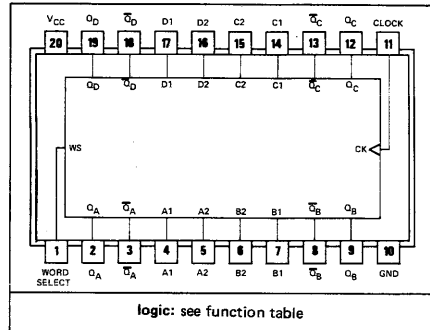 VCC QD Q̅D D1 D2 C2 C1 Q̅C QC CLOCK
20 19 18 17 16 15 14 13 12 11
QD Q̅D D1 D2 C2 C1 Q̅C QC
WS CK
QA Q̅A A1 A2 B2 B1 Q̅B QB
1 2 3 4 5 6 7 8 9 10
WORD SELECT QA Q̅A A1 A2 B2 B1 Q̅B QB GND
logic: see function table